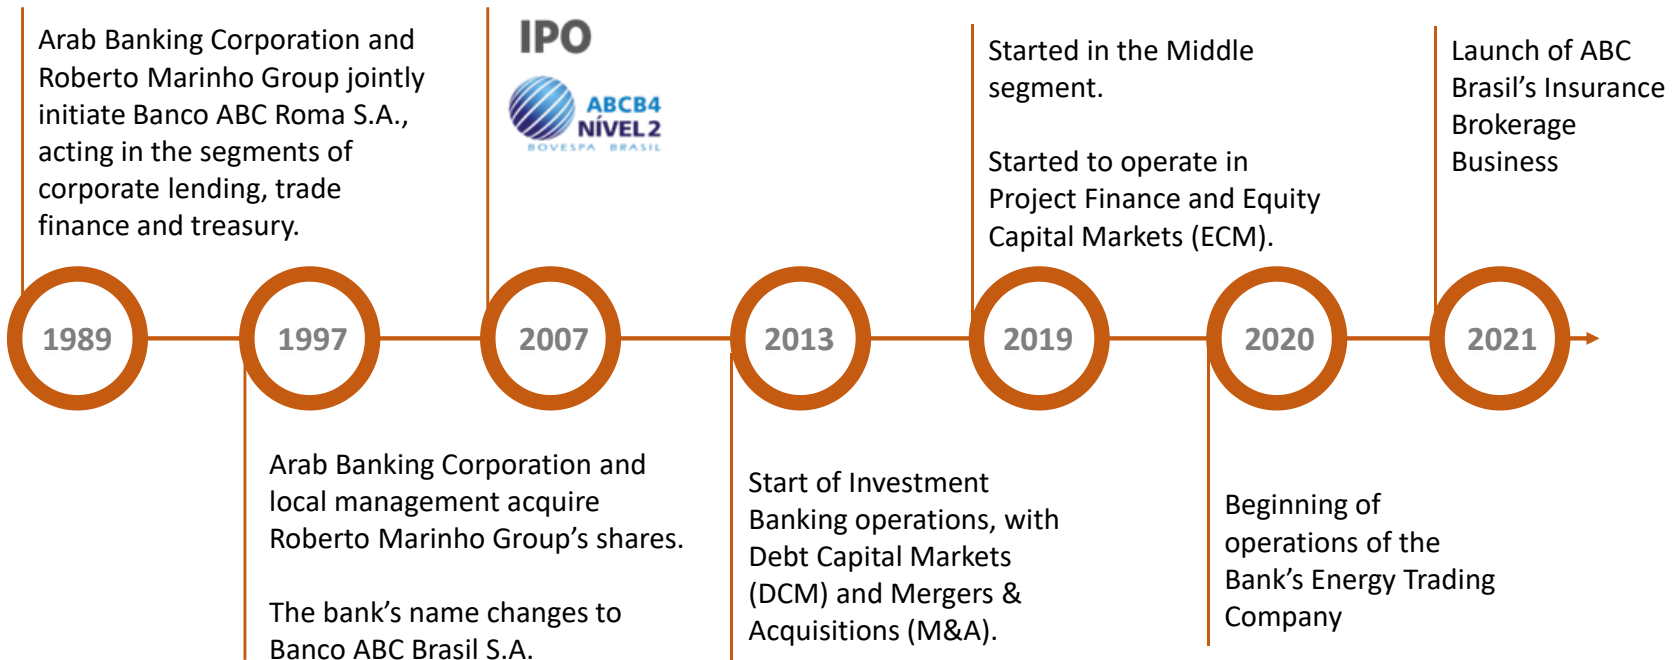 Arab Banking Corporation and
Roberto Marinho Group jointly
initiate Banco ABC Roma S.A.,
acting in the segments of
corporate lending, trade
finance and treasury.
IPO
ABCB4
NÍVEL 2
BOVESPA BRASIL
Started in the Middle
segment.
Started to operate in
Project Finance and Equity
Capital Markets (ECM).
Launch of ABC
Brasil’s Insurance
Brokerage
Business
1989
1997
2007
2013
2019
2020
2021
Arab Banking Corporation and
local management acquire
Roberto Marinho Group’s shares.
The bank’s name changes to
Banco ABC Brasil S.A.
Start of Investment
Banking operations, with
Debt Capital Markets
(DCM) and Mergers &
Acquisitions (M&A).
Beginning of
operations of the
Bank’s Energy Trading
Company